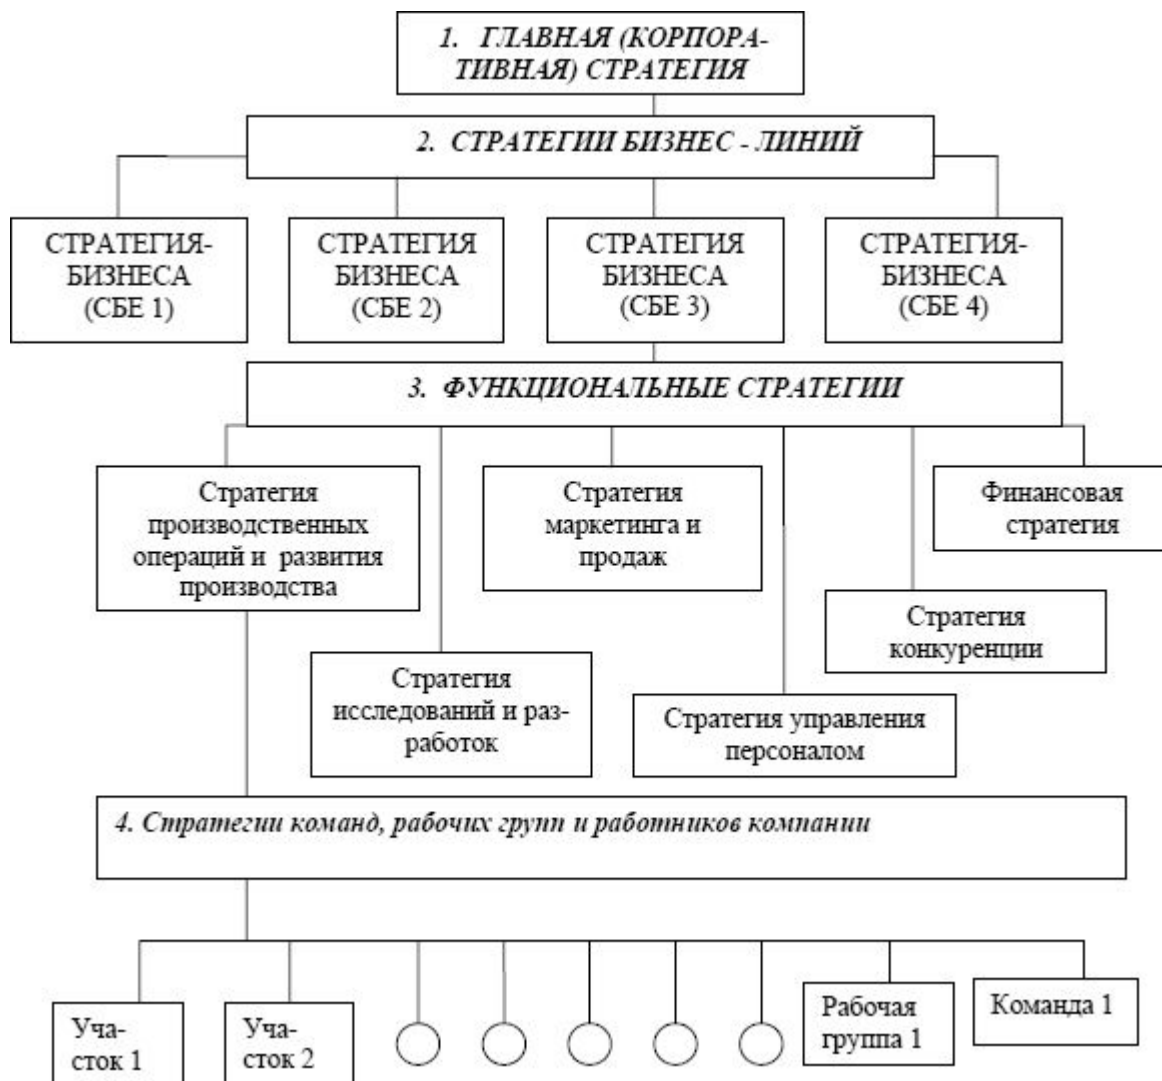 1. ГЛАВНАЯ (КОРПОРА-
ТИВНАЯ) СТРАТЕГИЯ
2. СТРАТЕГИИ БИЗНЕС - ЛИНИЙ
СТРАТЕГИЯ-
БИЗНЕСА
(СБЕ 1)
СТРАТЕГИЯ
БИЗНЕСА
(СБЕ 2)
СТРАТЕГИЯ
БИЗНЕСА
(СБЕ 3)
СТРАТЕГИЯ-
БИЗНЕСА
(СБЕ 4)
3. ФУНКЦИОНАЛЬНЫЕ СТРАТЕГИИ
Стратегия
производственных
операций и развития
производства
Стратегия
маркетинга и
продаж
Финансовая
стратегия
Стратегия
конкуренции
Стратегия
исследований и раз-
работок
Стратегия управления
персоналом
4. Стратегии команд, рабочих групп и работников компании
Уча-
сток 1
Уча-
сток 2
Рабочая
группа 1
Команда 1